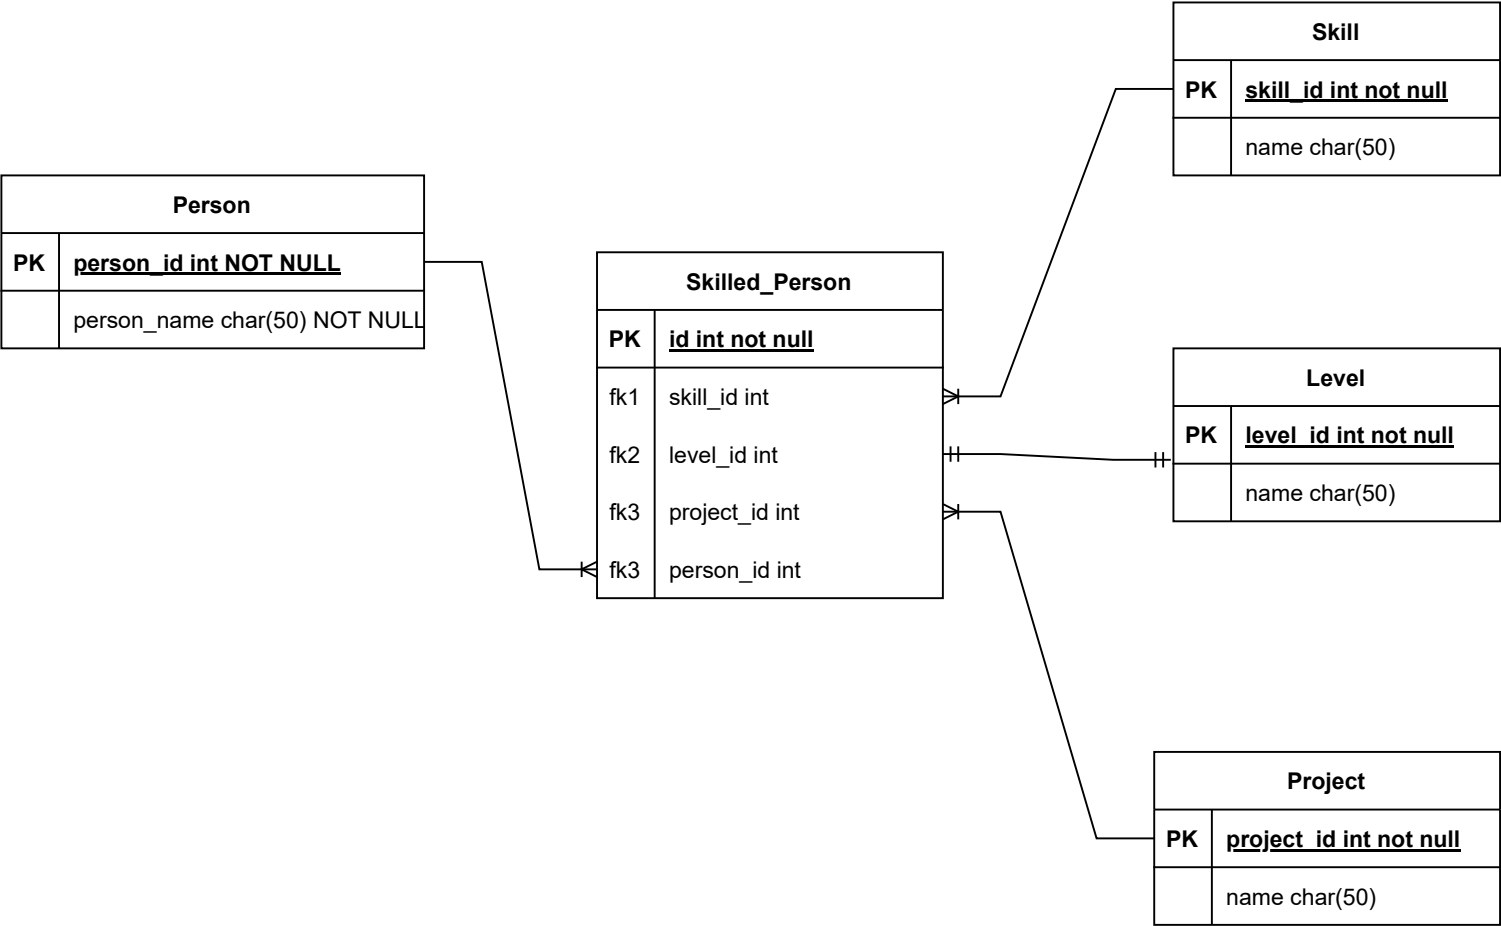 Skill
PK skill_id int not null
name char(50)
Person
PK person_id int NOT NULL
person_name char(50) NOT NULL
Skilled_Person
PK id int not null
fk1 skill_id int
fk2 level_id int
fk3 project_id int
fk3 person_id int
Level
PK level_id int not null
name char(50)
Project
PK project_id int not null
name char(50)